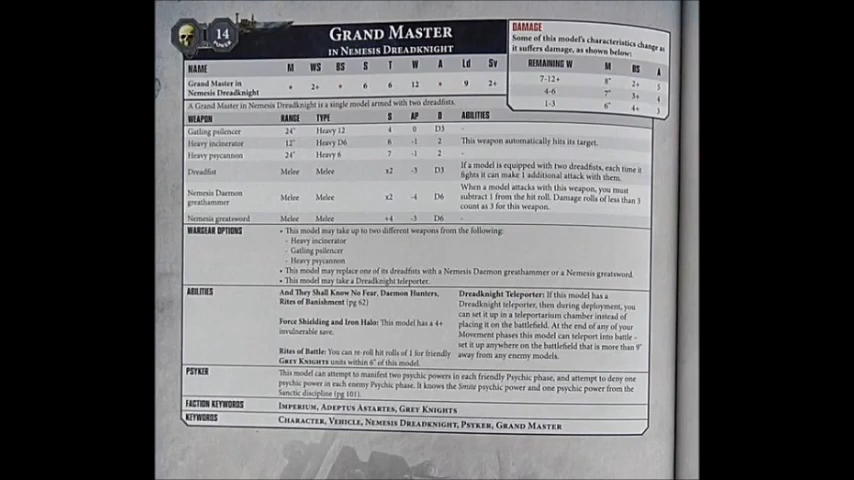 14
POWER
GRAND MASTER
IN NEMESIS DREADKNIGHT
DAMAGE
Some of this model's characteristics change as
it suffers damage, as shown below:
REMAINING W M BS A
7-12+ 8" 2+ 5
4-6 7" 3+ 4
1-3 6" 4+ 3
NAME M WS BS S T W A Ld Sv
Grand Master in
Nemesis Dreadknight * 2+ * 6 6 12 * 9 2+
A Grand Master in Nemesis Dreadknight is a single model armed with two dreadfists.
WEAPON RANGE TYPE S AP D ABILITIES
Gatling psilencer 24" Heavy 12 4 0 D3 -
Heavy incinerator 12" Heavy D6 6 -1 2 This weapon automatically hits its target.
Heavy psycannon 24" Heavy 6 7 -1 2 -
Dreadfist Melee Melee x2 -3 D3 If a model is equipped with two dreadfists, each time it
fights it can make 1 additional attack with them.
Nemesis Daemon
greathammer Melee Melee x2 -4 D6 When a model attacks with this weapon, you must
subtract 1 from the hit roll. Damage rolls of less than 3
count as 3 for this weapon.
Nemesis greatsword Melee Melee +4 -3 D6 -
WARGEAR OPTIONS
• This model may take up to two different weapons from the following:
- Heavy incinerator
- Gatling psilencer
- Heavy psycannon
• This model may replace one of its dreadfists with a Nemesis Daemon greathammer or a Nemesis greatsword.
• This model may take a Dreadknight teleporter.
ABILITIES
And They Shall Know No Fear, Daemon Hunters,
Rites of Banishment (pg 62)
Force Shielding and Iron Halo: This model has a 4+
invulnerable save.
Rites of Battle: You can re-roll hit rolls of 1 for friendly
GREY KNIGHTS units within 6" of this model.
Dreadknight Teleporter: If this model has a
Dreadknight teleporter, then during deployment, you
can set it up in a teleportarium chamber instead of
placing it on the battlefield. At the end of any of your
Movement phases this model can teleport into battle -
set it up anywhere on the battlefield that is more than 9"
away from any enemy models.
PSYKER
This model can attempt to manifest two psychic powers in each friendly Psychic phase, and attempt to deny one
psychic power in each enemy Psychic phase. It knows the Smite psychic power and one psychic power from the
Sanctic discipline (pg 101).
FACTION KEYWORDS
IMPERIUM, ADEPTUS ASTARTES, GREY KNIGHTS
KEYWORDS
CHARACTER, VEHICLE, NEMESIS DREADKNIGHT, PSYKER, GRAND MASTER